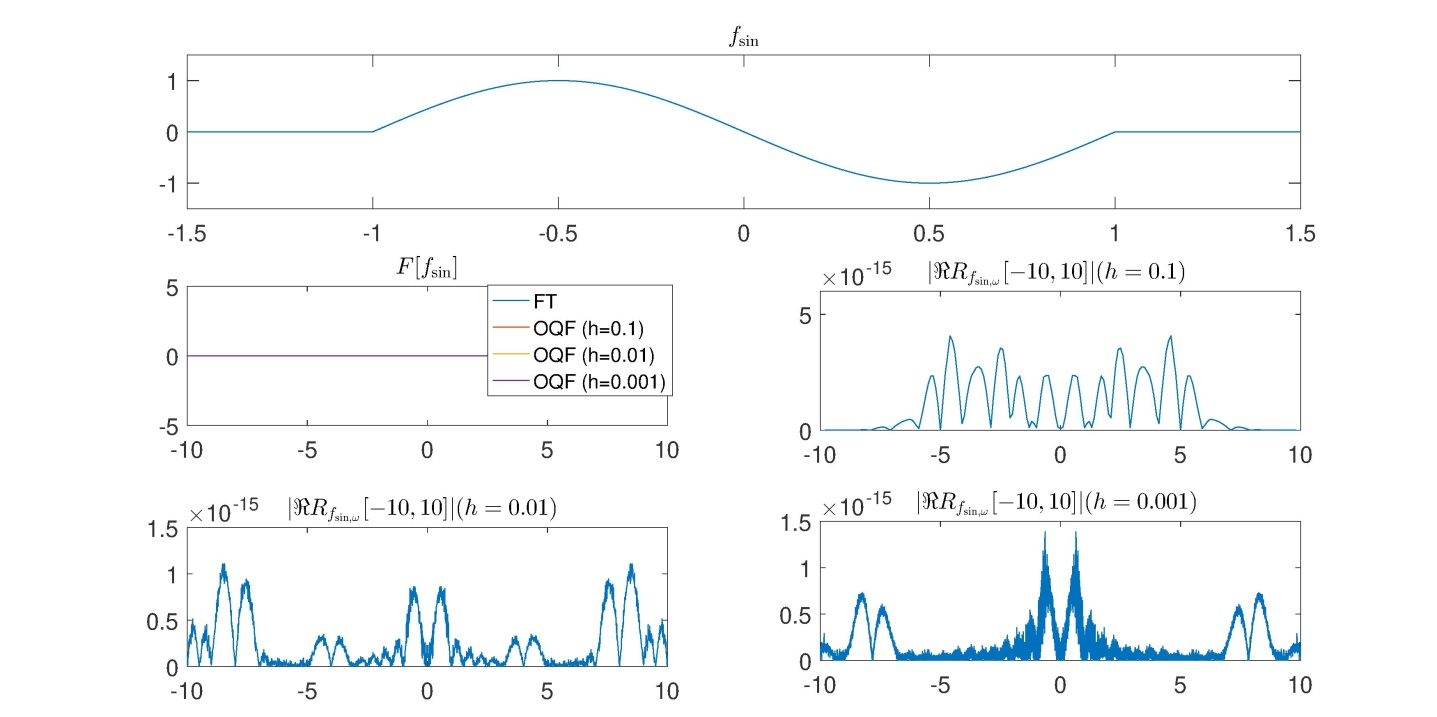 f_sin
1
0
-1
-1.5 -1 -0.5 0 0.5 1 1.5
F[f_sin]
5
0
-5
-10 -5 0 5 10
FT
OQF (h=0.1)
OQF (h=0.01)
OQF (h=0.001)
×10^-15 |ℜR_{f_sin,ω}[−10, 10]|(h = 0.1)
5
0
-10 -5 0 5 10
×10^-15 |ℜR_{f_sin,ω}[−10, 10]|(h = 0.01)
1.5
1
0.5
0
-10 -5 0 5 10
×10^-15 |ℜR_{f_sin,ω}[−10, 10]|(h = 0.001)
1.5
1
0.5
0
-10 -5 0 5 10